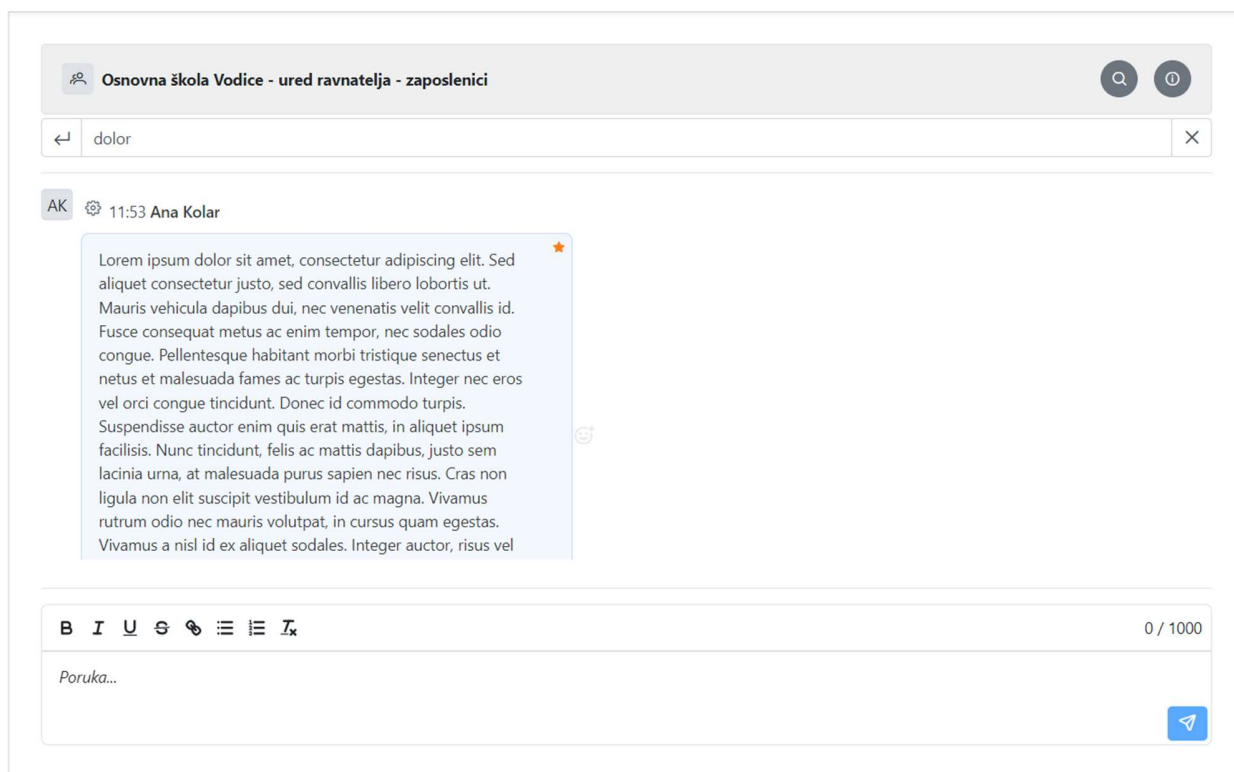 Osnovna škola Vodice - ured ravnatelja - zaposlenici
dolor
AK 11:53 Ana Kolar
Lorem ipsum dolor sit amet, consectetur adipiscing elit. Sed
aliquet consectetur justo, sed convallis libero lobortis ut.
Mauris vehicula dapibus dui, nec venenatis velit convallis id.
Fusce consequat metus ac enim tempor, nec sodales odio
congue. Pellentesque habitant morbi tristique senectus et
netus et malesuada fames ac turpis egestas. Integer nec eros
vel orci congue tincidunt. Donec id commodo turpis.
Suspendisse auctor enim quis erat mattis, in aliquet ipsum
facilisis. Nunc tincidunt, felis ac mattis dapibus, justo sem
lacinia urna, at malesuada purus sapien nec risus. Cras non
ligula non elit suscipit vestibulum id ac magna. Vivamus
rutrum odio nec mauris volutpat, in cursus quam egestas.
Vivamus a nisl id ex aliquet sodales. Integer auctor, risus vel
B I U S 0 / 1000
Poruka...